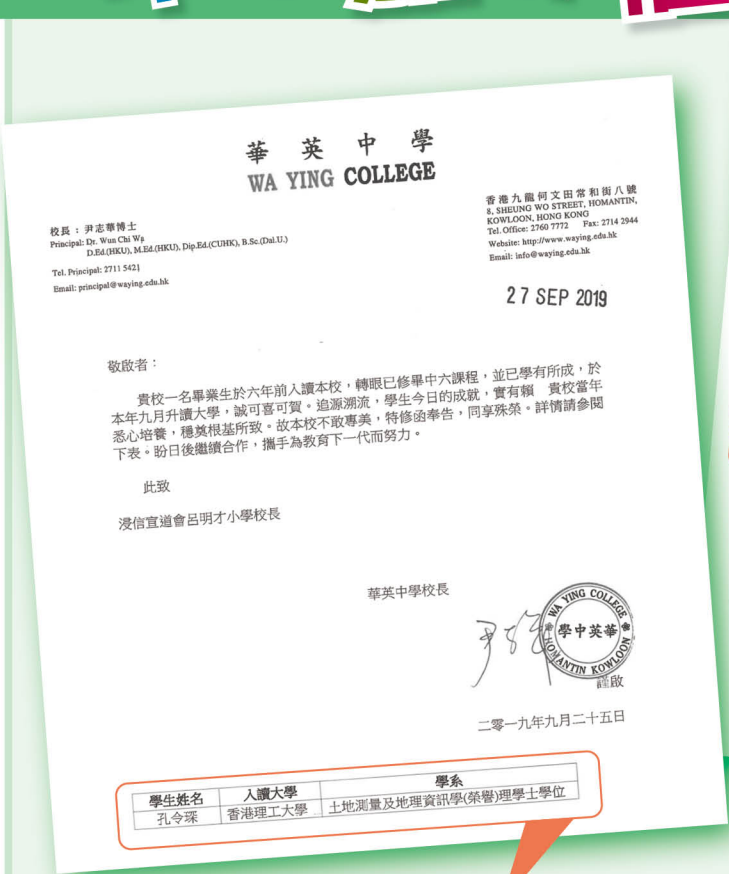 華英中學
WA YING COLLEGE
校長：尹志華博士
Principal: Dr. Wun Chi Wa
D.Ed.(HKU), M.Ed.(HKU), Dip.Ed.(CUHK), B.Sc.(Dal.U.)
Tel. Principal: 2711 5421
Email: principal@waying.edu.hk
香港九龍何文田常和街八號
8, SHEUNG WO STREET, HOMANTIN,
KOWLOON, HONG KONG
Tel. Office: 2760 7772 Fax: 2714 2944
Website: http://www.waying.edu.hk
Email: info@waying.edu.hk
27 SEP 2019
敬啟者：
貴校一名畢業生於六年前入讀本校，轉眼已修畢中六課程，並已學有所成，於
本年九月升讀大學，誠可喜可賀。追源溯流，學生今日的成就，實有賴 貴校當年
悉心培養，穩奠根基所致。故本校不敢專美，特修函奉告，同享殊榮。詳情請參閱
下表。盼日後繼續合作，攜手為教育下一代而努力。
此致
浸信宣道會呂明才小學校長
華英中學校長
WA YING COLLEGE
學中英華
HOMANTIN KOWLOON
謹啟
二零一九年九月二十五日
學生姓名 入讀大學 學系
孔令琛 香港理工大學 土地測量及地理資訊學(榮譽)理學士學位